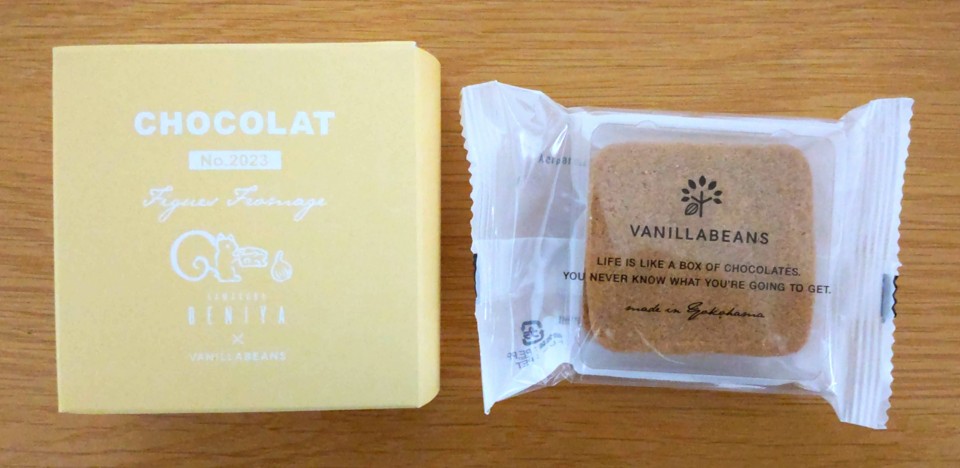 CHOCOLAT
No.2023
Figues Fromage
KAMAKURA
BENIYA
×
VANILLABEANS
VANILLABEANS
LIFE IS LIKE A BOX OF CHOCOLATES.
YOU NEVER KNOW WHAT YOU'RE GOING TO GET.
made in Yokohama